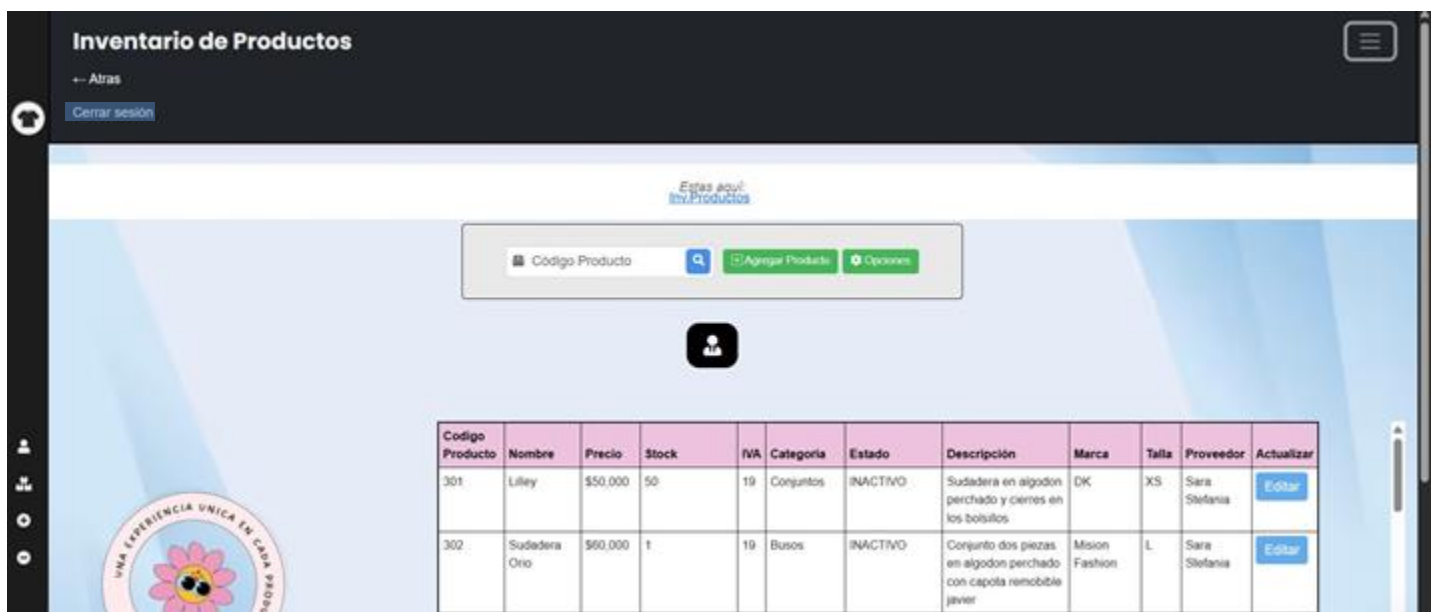 Inventario de Productos
← Atras
Cerrar sesión
Estas aquí:
Inv.Productos
Código Producto
Agregar Producto
Opciones
Codigo Producto Nombre Precio Stock IVA Categoria Estado Descripción Marca Talla Proveedor Actualizar
301 Lilley $50,000 50 19 Conjuntos INACTIVO Sudadera en algodon perchado y cierres en los bolsillos DK XS Sara Stefania Editar
302 Sudadera Orio $60,000 1 19 Busos INACTIVO Conjunto dos piezas en algodon perchado con capota remobible javier Mision Fashion L Sara Stefania Editar
UNA EXPERIENCIA UNICA EN CADA